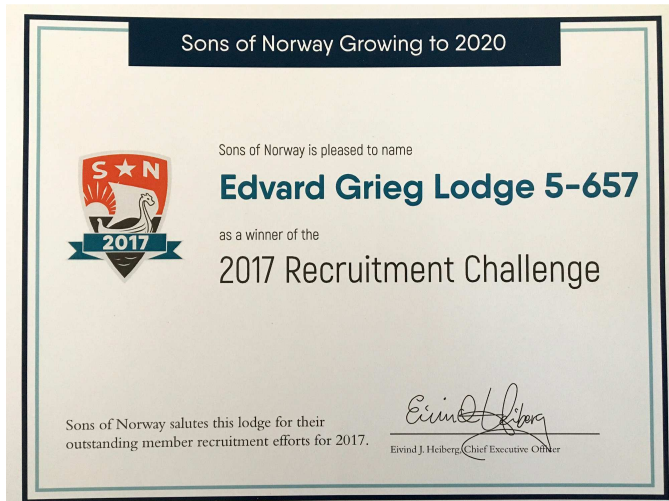 Sons of Norway Growing to 2020
Sons of Norway is pleased to name
Edvard Grieg Lodge 5-657
as a winner of the
2017 Recruitment Challenge
S N
2017
Sons of Norway salutes this lodge for their
outstanding member recruitment efforts for 2017.
Eivind J Heiberg
Eivind J. Heiberg, Chief Executive Officer